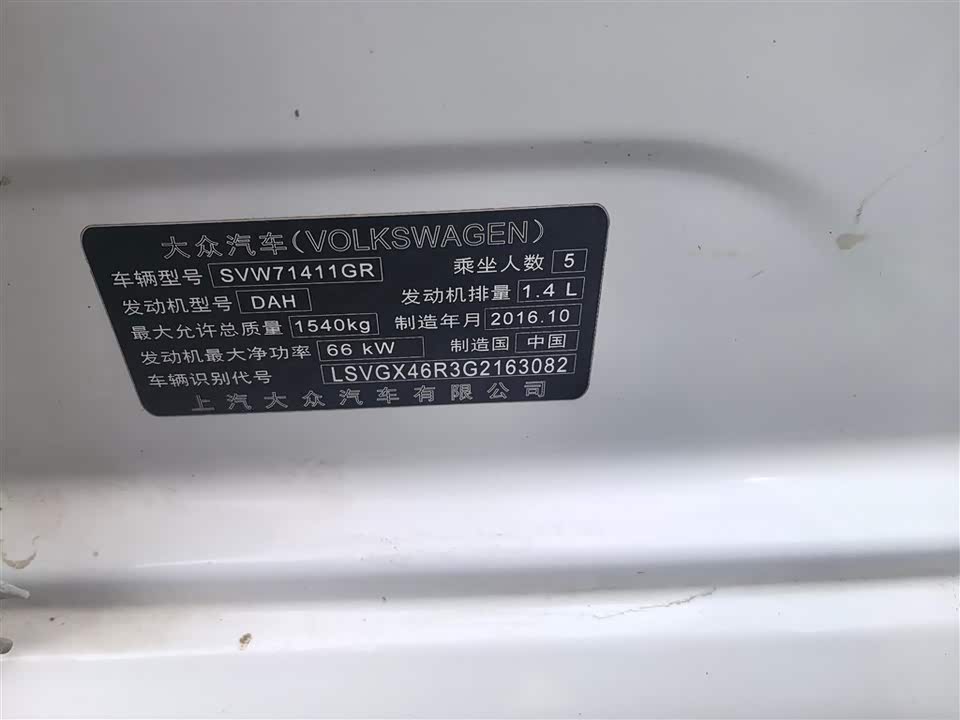 大众汽车(VOLKSWAGEN)
车辆型号 SVW71411GR 乘坐人数 5
发动机型号 DAH 发动机排量 1.4 L
最大允许总质量 1540kg 制造年月 2016.10
发动机最大净功率 66 kW 制造国 中国
车辆识别代号 LSVGX46R3G2163082
上汽大众汽车有限公司